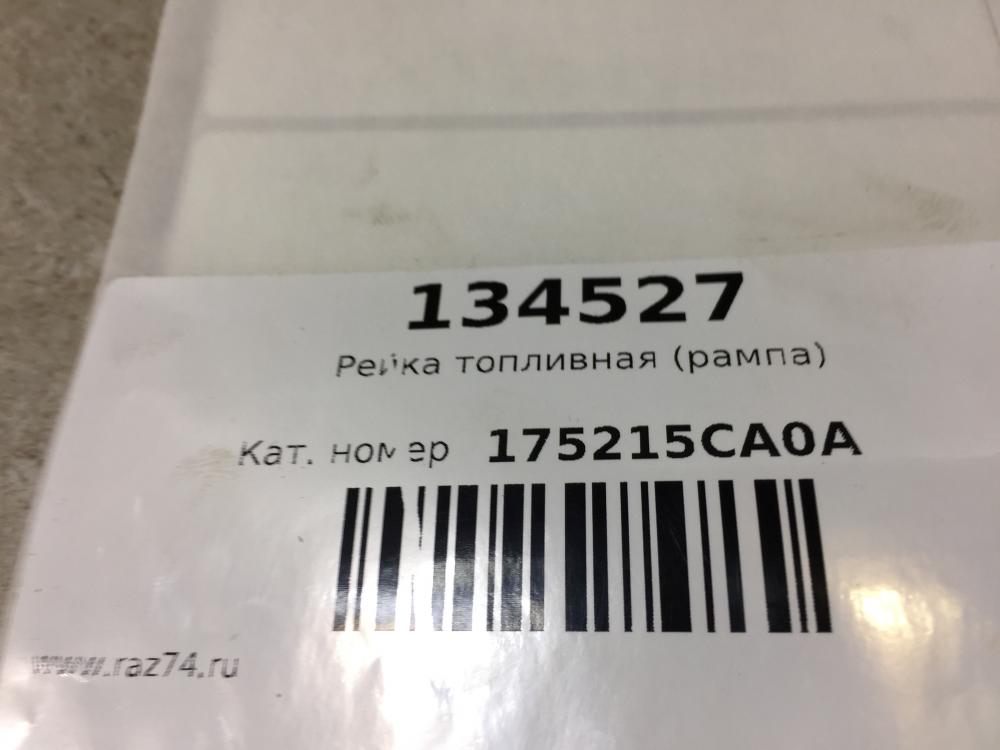 134527
Рейка топливная (рампа)
Кат. номер 175215CA0A
www.raz74.ru